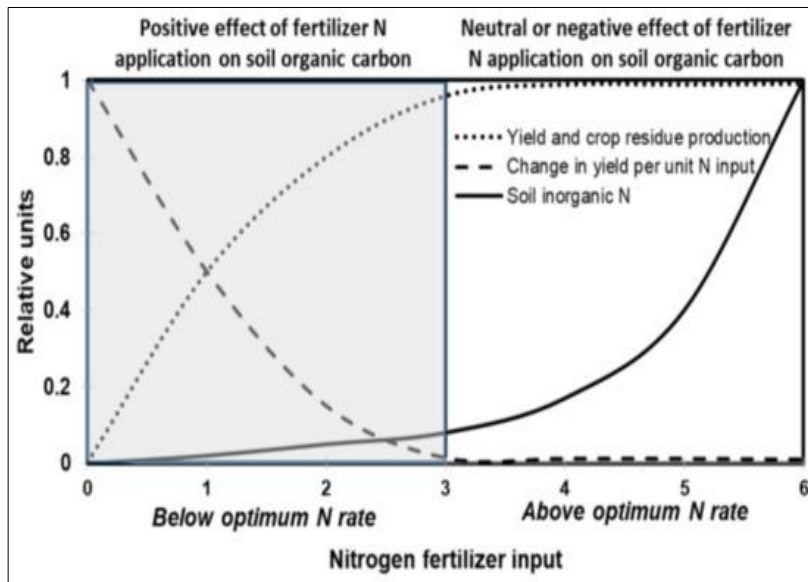 Positive effect of fertilizer N
application on soil organic carbon
Neutral or negative effect of fertilizer
N application on soil organic carbon
1
0.8
0.6
0.4
0.2
0
Relative units
Yield and crop residue production
Change in yield per unit N input
Soil inorganic N
0 1 2 3 4 5 6
Below optimum N rate
Above optimum N rate
Nitrogen fertilizer input